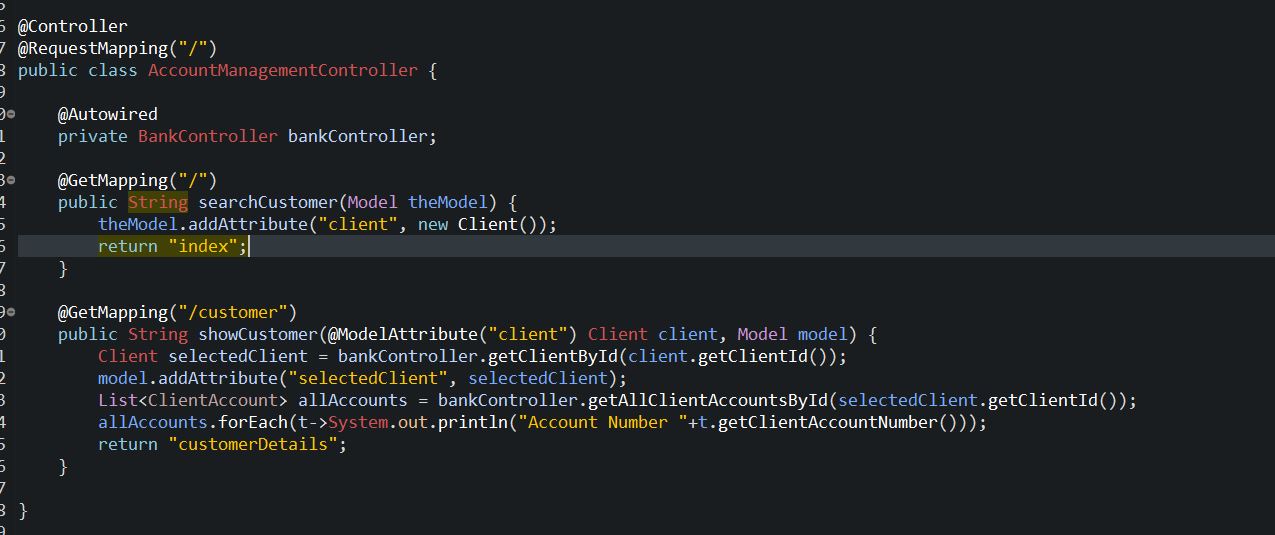 5
6 @Controller
7 @RequestMapping("/")
8 public class AccountManagementController {
9
0 @Autowired
1 private BankController bankController;
2
3 @GetMapping("/")
4 public String searchCustomer(Model theModel) {
5 theModel.addAttribute("client", new Client());
6 return "index";
7 }
8
9 @GetMapping("/customer")
0 public String showCustomer(@ModelAttribute("client") Client client, Model model) {
1 Client selectedClient = bankController.getClientById(client.getClientId());
2 model.addAttribute("selectedClient", selectedClient);
3 List<ClientAccount> allAccounts = bankController.getAllClientAccountsById(selectedClient.getClientId());
4 allAccounts.forEach(t->System.out.println("Account Number "+t.getClientAccountNumber()));
5 return "customerDetails";
6 }
7
8 }
9